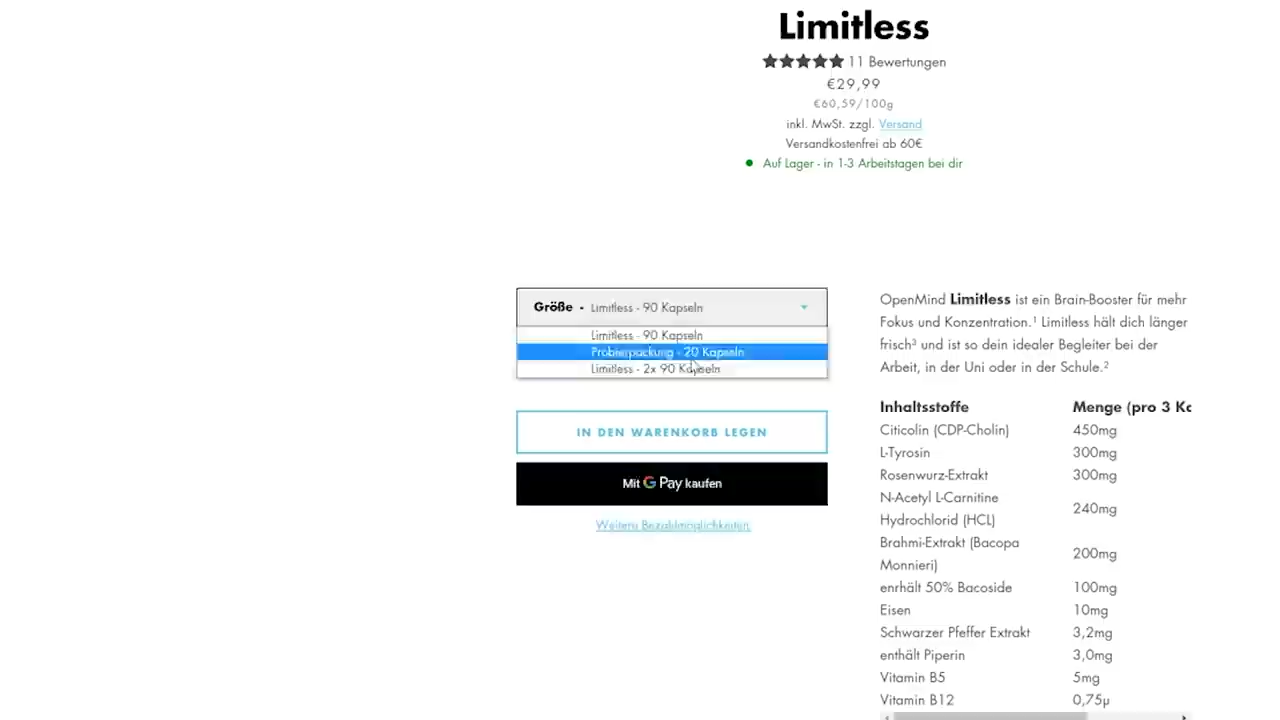 Limitless
★★★★★ 11 Bewertungen
€29,99
€60,59/100g
inkl. MwSt. zzgl. Versand
Versandkostenfrei ab 60€
Auf Lager - in 1-3 Arbeitstagen bei dir
Größe - Limitless - 90 Kapseln
Limitless - 90 Kapseln
Probierpackung - 20 Kapseln
Limitless - 2x 90 Kapseln
IN DEN WARENKORB LEGEN
Mit G Pay kaufen
Weitere Bezahlmöglichkeiten
OpenMind Limitless ist ein Brain-Booster für mehr
Fokus und Konzentration.¹ Limitless hält dich länger
frisch³ und ist so dein idealer Begleiter bei der
Arbeit, in der Uni oder in der Schule.²
Inhaltsstoffe Menge (pro 3 Kc
Citicolin (CDP-Cholin) 450mg
L-Tyrosin 300mg
Rosenwurz-Extrakt 300mg
N-Acetyl L-Carnitine
Hydrochlorid (HCL) 240mg
Brahmi-Extrakt (Bacopa
Monnieri) 200mg
enrhält 50% Bacoside 100mg
Eisen 10mg
Schwarzer Pfeffer Extrakt 3,2mg
enthält Piperin 3,0mg
Vitamin B5 5mg
Vitamin B12 0,75µ